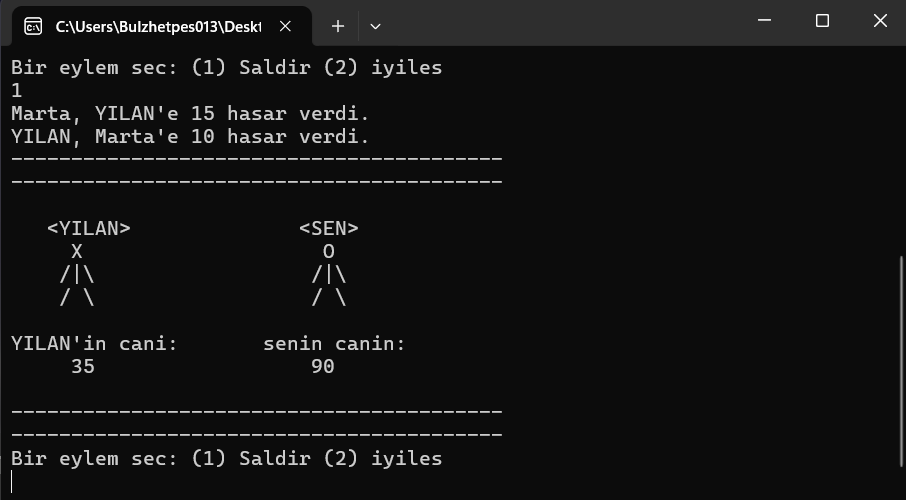 C:\Users\Bulzhetpes013\Deskt
Bir eylem sec: (1) Saldir (2) iyiles
1
Marta, YILAN'e 15 hasar verdi.
YILAN, Marta'e 10 hasar verdi.
-----------------------------------------
-----------------------------------------
<YILAN> <SEN>
X O
/|\ /|\
/ \ / \
YILAN'in cani: senin canin:
35 90
-----------------------------------------
-----------------------------------------
Bir eylem sec: (1) Saldir (2) iyiles